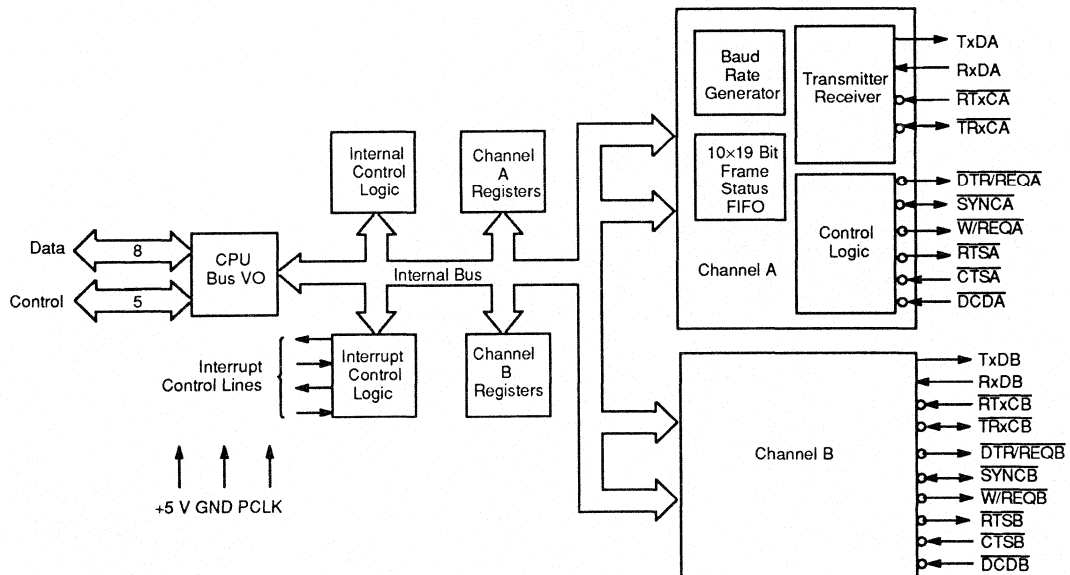 Data
8
Control
5
CPU
Bus VO
Internal
Control
Logic
Channel
A
Registers
Internal Bus
Interrupt
Control Lines
Interrupt
Control
Logic
Channel
B
Registers
+5 V GND PCLK
Baud
Rate
Generator
10×19 Bit
Frame
Status
FIFO
Channel A
Transmitter
Receiver
Control
Logic
TxDA
RxDA
RTxCA
TRxCA
DTR/REQA
SYNCA
W/REQA
RTSA
CTSA
DCDA
Channel B
TxDB
RxDB
RTxCB
TRxCB
DTR/REQB
SYNCB
W/REQB
RTSB
CTSB
DCDB